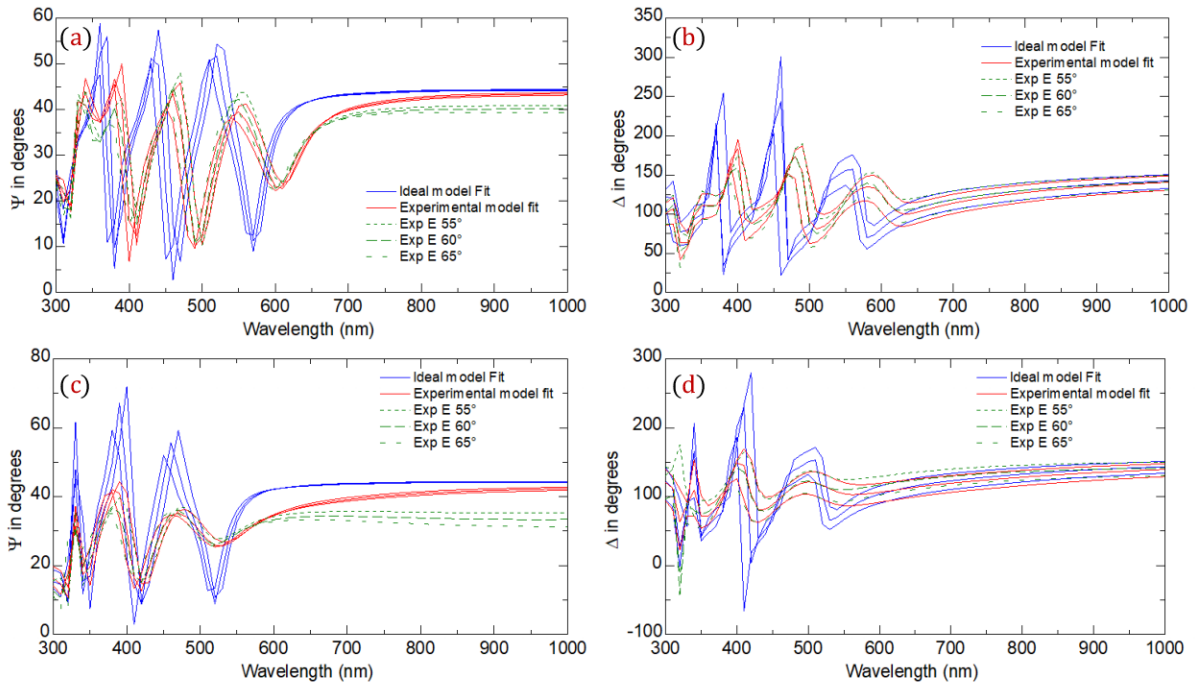 (a)
Ψ in degrees
60
50
40
30
20
10
0
300 400 500 600 700 800 900 1000
Wavelength (nm)
Ideal model Fit
Experimental model fit
Exp E 55°
Exp E 60°
Exp E 65°
(b)
Δ in degrees
350
300
250
200
150
100
50
0
300 400 500 600 700 800 900 1000
Wavelength (nm)
Ideal model Fit
Experimental model fit
Exp E 55°
Exp E 60°
Exp E 65°
(c)
Ψ in degrees
80
60
40
20
0
300 400 500 600 700 800 900 1000
Wavelength (nm)
Ideal model Fit
Experimental model fit
Exp E 55°
Exp E 60°
Exp E 65°
(d)
Δ in degrees
300
200
100
0
-100
300 400 500 600 700 800 900 1000
Wavelength (nm)
Ideal model Fit
Experimental model fit
Exp E 55°
Exp E 60°
Exp E 65°